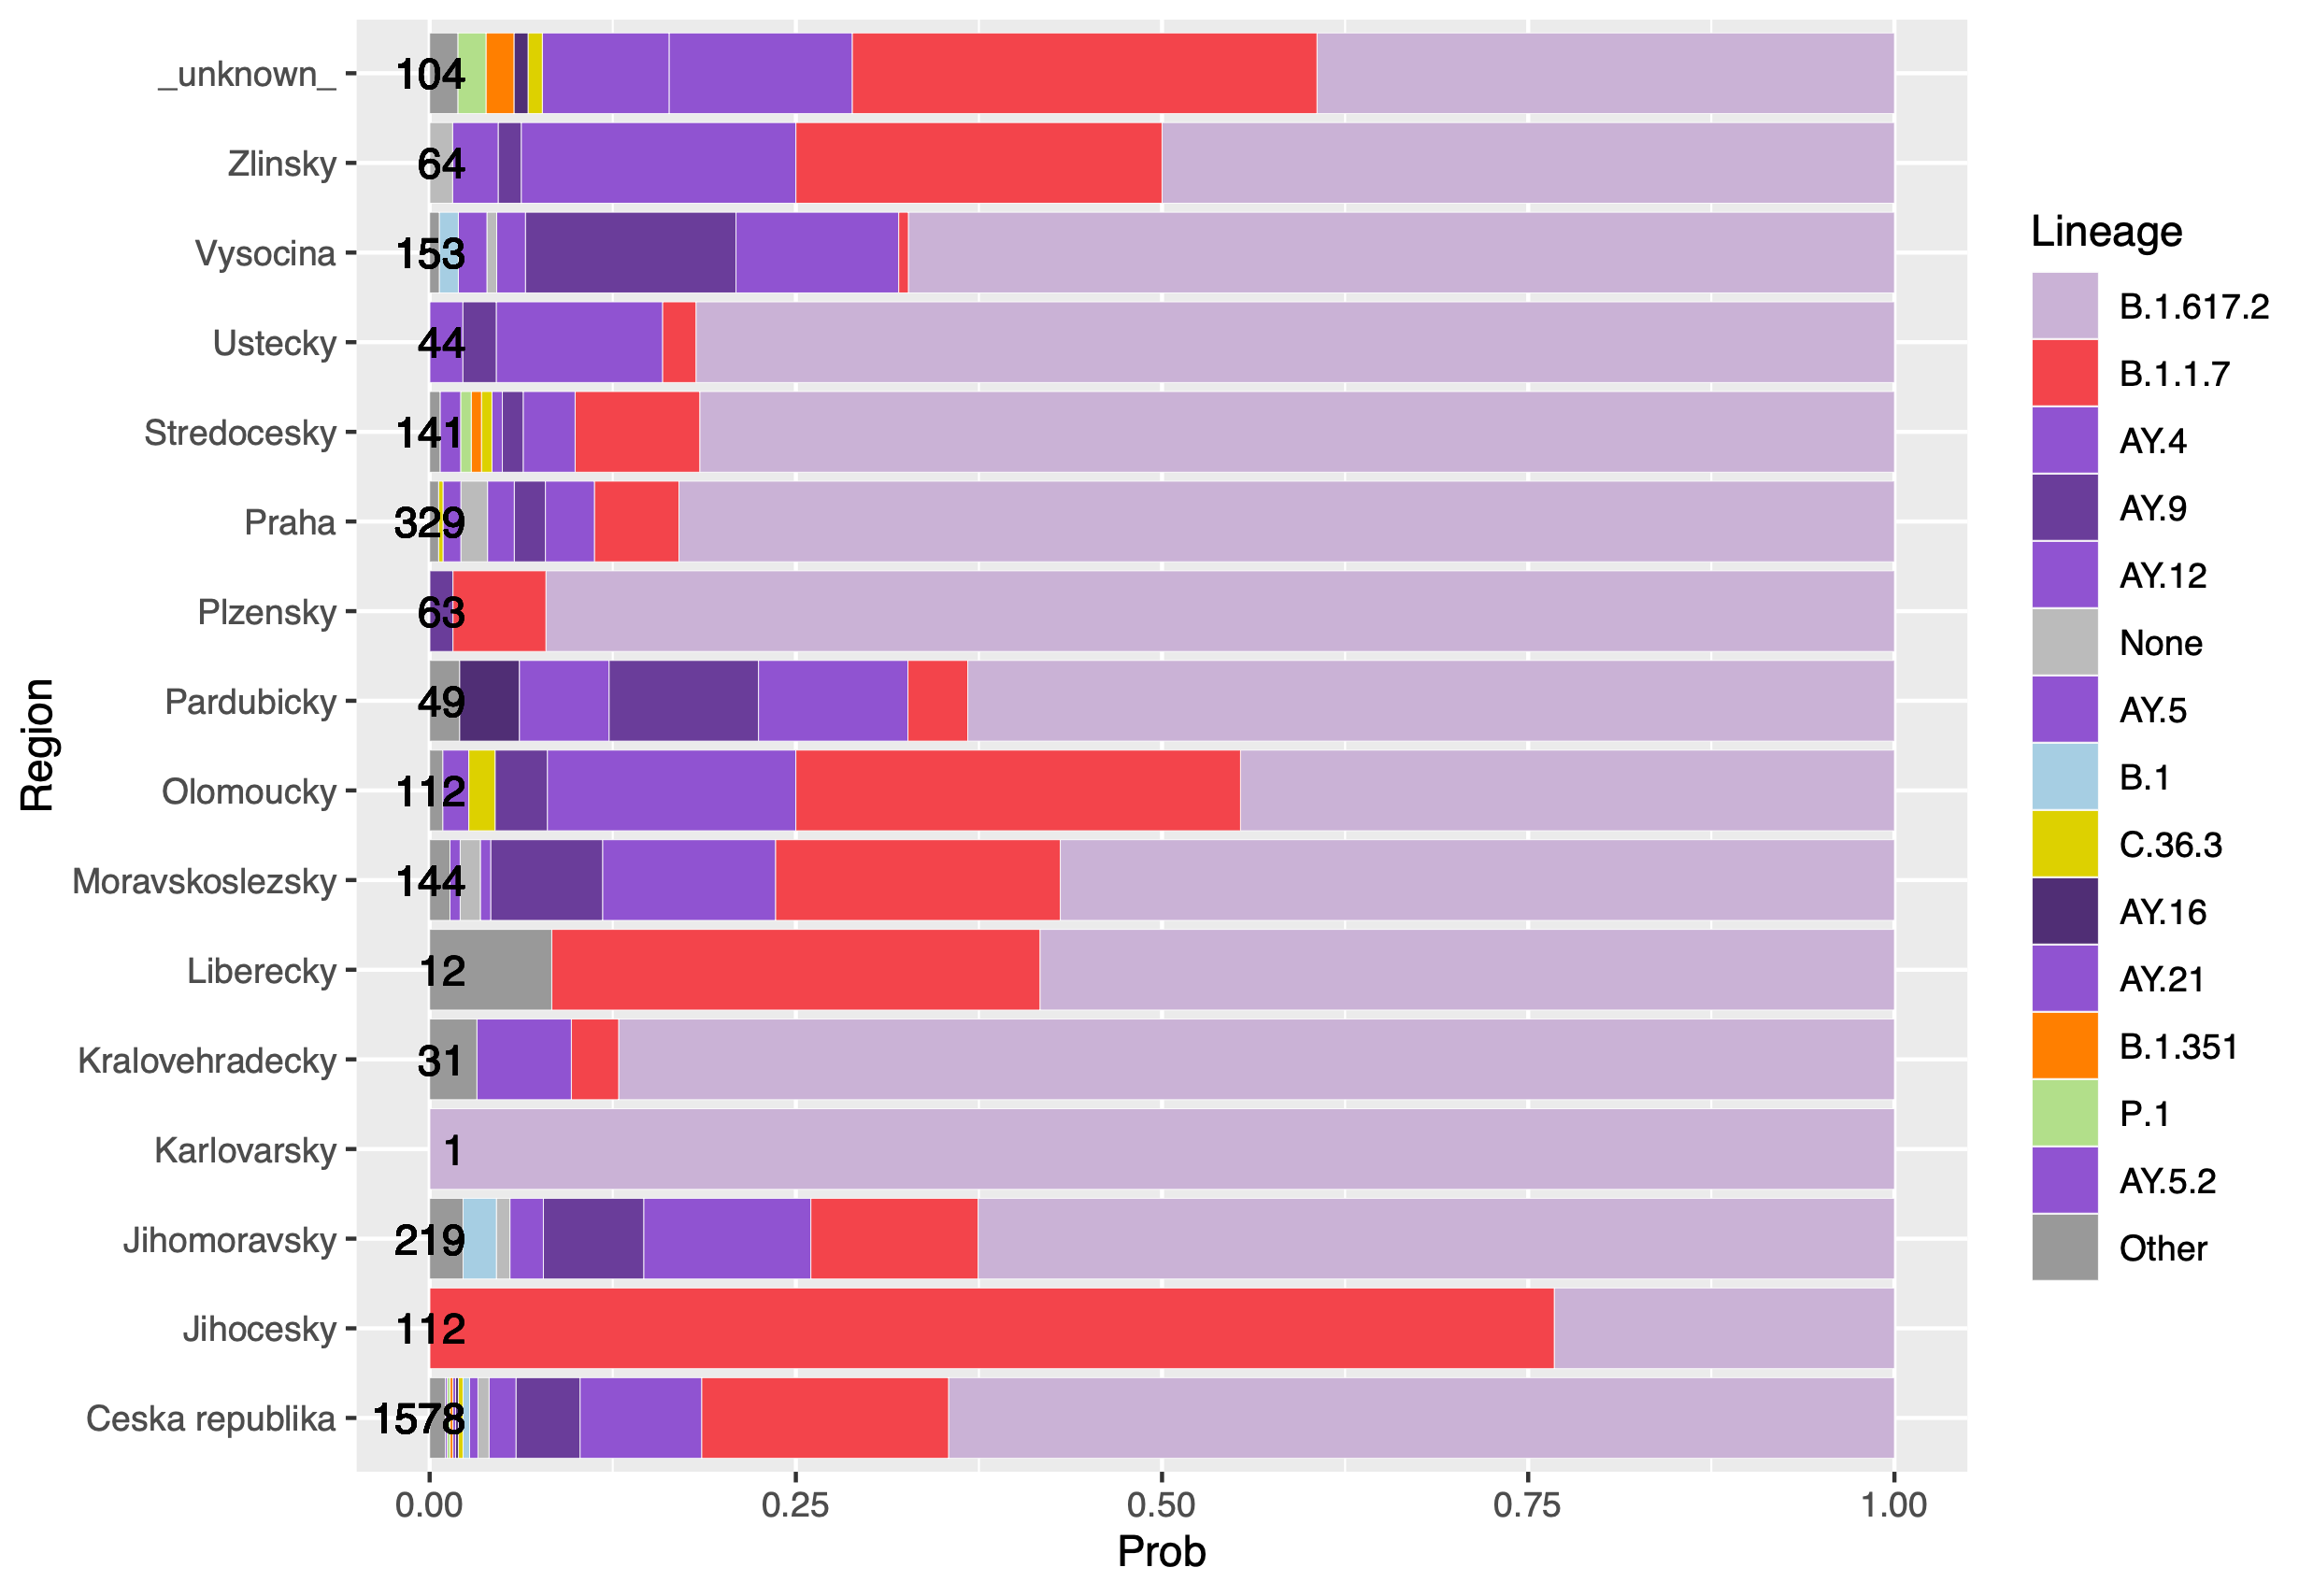 _unknown_ 104
Zlinsky 64
Vysocina 153
Ustecky 44
Stredocesky 141
Praha 329
Plzensky 63
Pardubicky 49
Olomoucky 112
Moravskoslezsky 144
Liberecky 12
Kralovehradecky 31
Karlovarsky 1
Jihomoravsky 219
Jihocesky 112
Ceska republika 1578
Region
0.00 0.25 0.50 0.75 1.00
Prob
Lineage
B.1.617.2
B.1.1.7
AY.4
AY.9
AY.12
None
AY.5
B.1
C.36.3
AY.16
AY.21
B.1.351
P.1
AY.5.2
Other